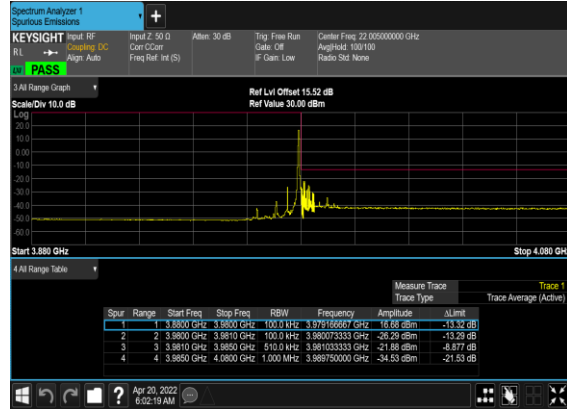 Spectrum Analyzer 1
Spurious Emissions
KEYSIGHT Input: RF Input Z: 50 Ω Atten: 30 dB Trig: Free Run Center Freq: 22.005000000 GHz
RL Coupling: DC Corr CCorr Gate: Off Avg|Hold: 100/100
Align: Auto Freq Ref: Int (S) IF Gain: Low Radio Std: None
PASS
3 All Range Graph
Ref Lvl Offset 15.52 dB
Scale/Div 10.0 dB Ref Value 30.00 dBm
Log
20.0
10.0
0.00
-10.0
-20.0
-30.0
-40.0
-50.0
-60.0
Start 3.880 GHz Stop 4.080 GHz
4 All Range Table
Measure Trace Trace 1
Trace Type Trace Average (Active)
Spur Range Start Freq Stop Freq RBW Frequency Amplitude ΔLimit
1 1 3.8800 GHz 3.9800 GHz 100.0 kHz 3.979166667 GHz 16.68 dBm -13.32 dB
2 2 3.9800 GHz 3.9810 GHz 100.0 kHz 3.980073333 GHz -26.29 dBm -13.29 dB
3 3 3.9810 GHz 3.9850 GHz 510.0 kHz 3.981033333 GHz -21.88 dBm -8.877 dB
4 4 3.9850 GHz 4.0800 GHz 1.000 MHz 3.989750000 GHz -34.53 dBm -21.53 dB
? Apr 20, 2022
6:02:19 AM